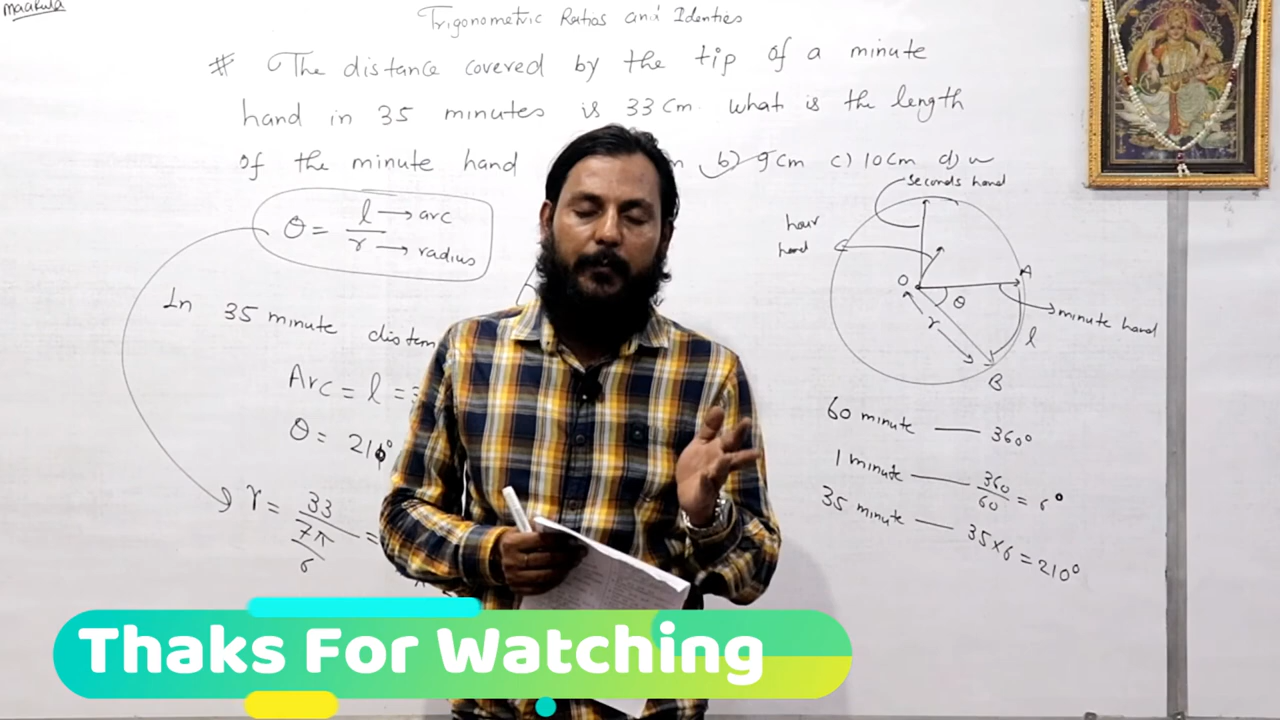 maakula
Trigonometric Ratios and Identies
# The distance covered by the tip of a minute
hand in 35 minutes is 33 cm. what is the length
of the minute hand b) 9 cm c) 10 cm d)
θ = l → arc
r → radius
In 35 minute distan
Arc = l = 3
θ = 210°
r = 33
7π
6
=
seconds hand
hour
hand
O
A
θ
minute hand
r
l
B
60 minute — 360°
1 minute — 360/60 = 6°
35 minute — 35×6 = 210°
Thaks For Watching